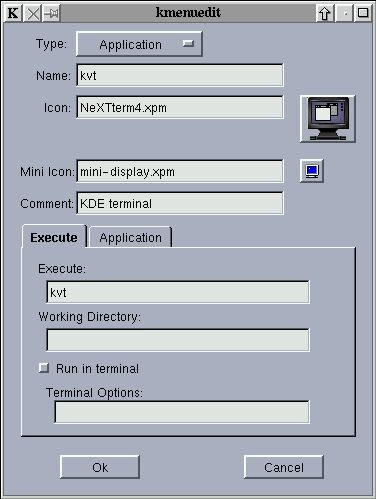 K kmenuedit
Type: Application
Name: kvt
Icon: NeXTterm4.xpm
Mini Icon: mini-display.xpm
Comment: KDE terminal
Execute Application
Execute:
kvt
Working Directory:
Run in terminal
Terminal Options:
Ok Cancel